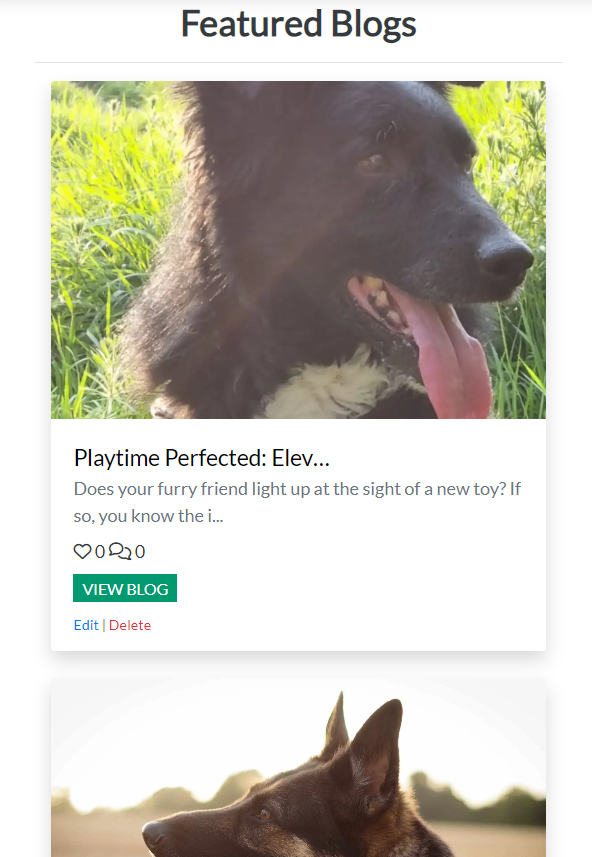 Featured Blogs
Playtime Perfected: Elev...
Does your furry friend light up at the sight of a new toy? If
so, you know the i...
0 0
VIEW BLOG
Edit | Delete